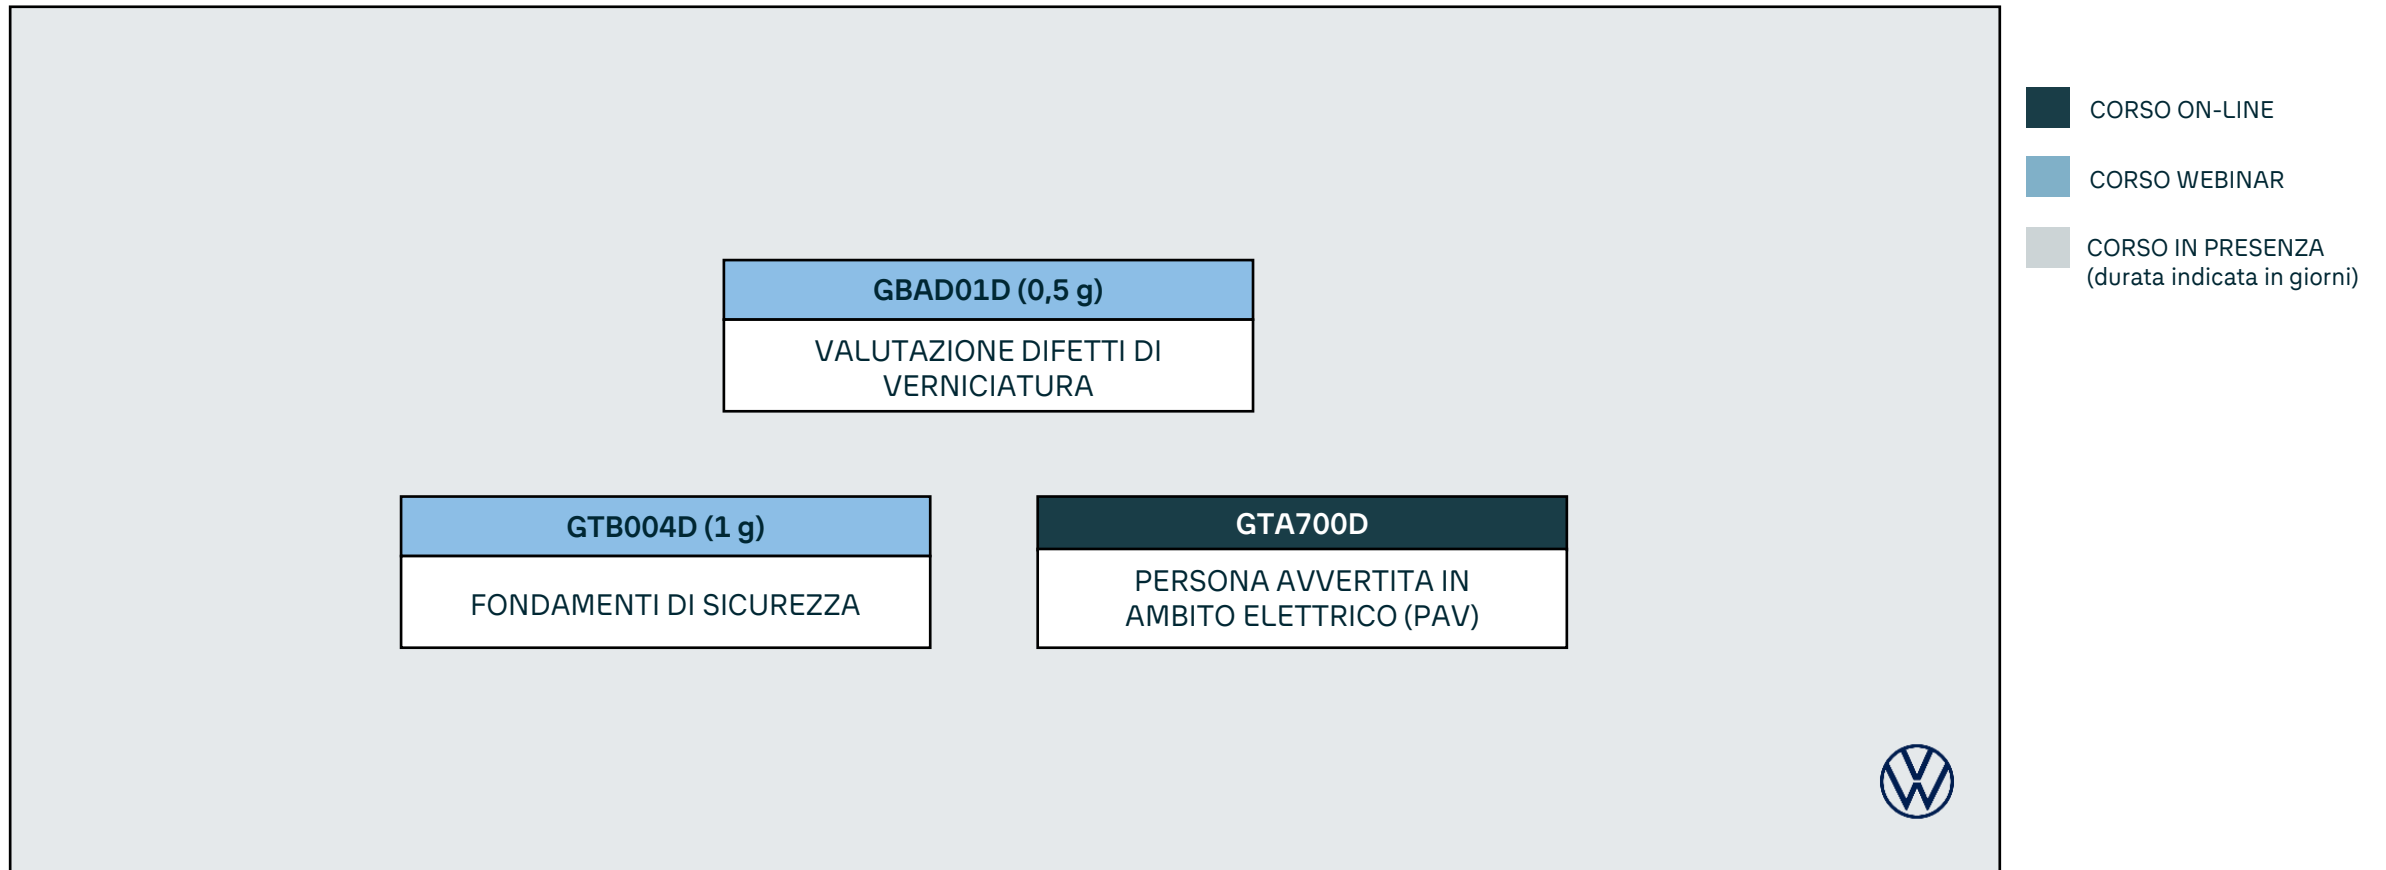 CORSO ON-LINE
CORSO WEBINAR
CORSO IN PRESENZA
(durata indicata in giorni)
GBAD01D (0,5 g)
VALUTAZIONE DIFETTI DI
VERNICIATURA
GTB004D (1 g)
FONDAMENTI DI SICUREZZA
GTA700D
PERSONA AVVERTITA IN
AMBITO ELETTRICO (PAV)